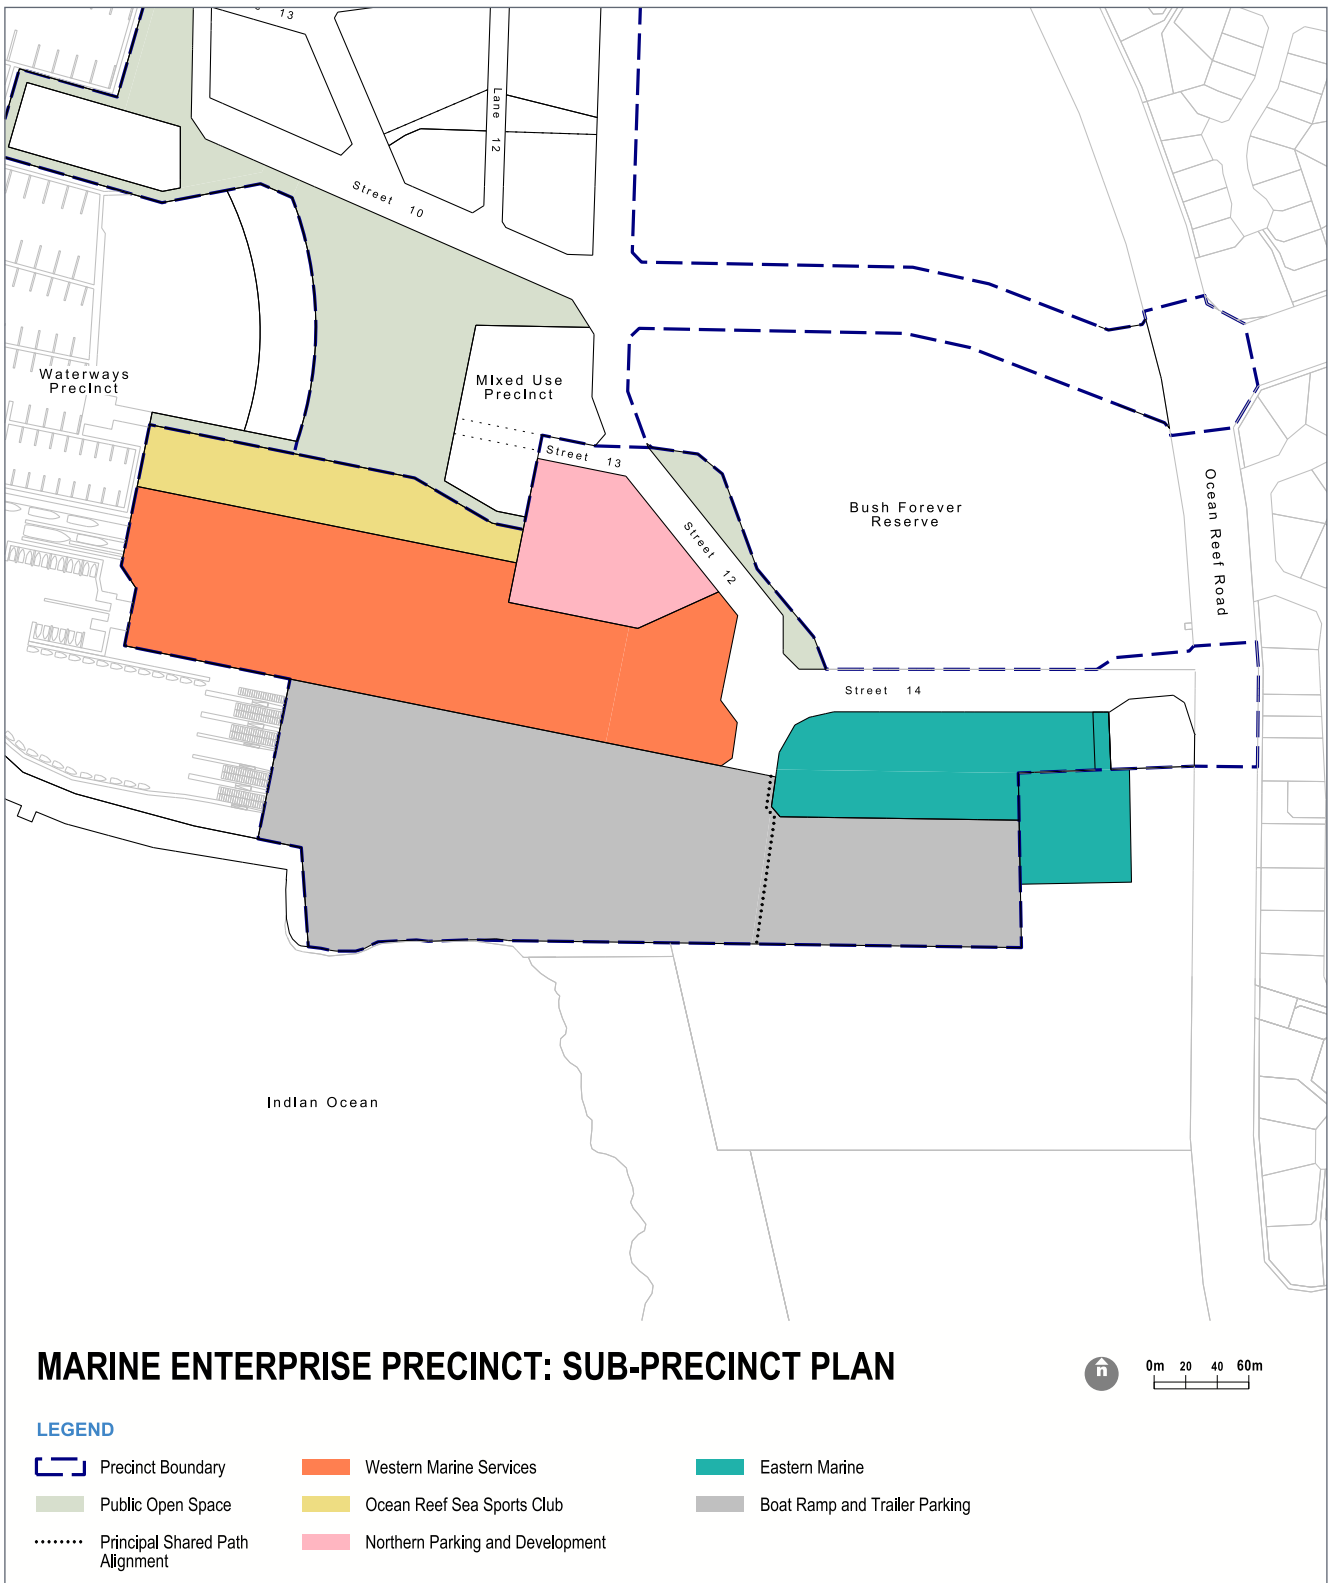 13
Lane 12
Street 10
Waterways
Precinct
Mixed Use
Precinct
Street 13
Street 12
Bush Forever
Reserve
Ocean Reef Road
Street 14
Indian Ocean
MARINE ENTERPRISE PRECINCT: SUB-PRECINCT PLAN
n
0m 20 40 60m
LEGEND
Precinct Boundary
Western Marine Services
Eastern Marine
Public Open Space
Ocean Reef Sea Sports Club
Boat Ramp and Trailer Parking
Principal Shared Path
Alignment
Northern Parking and Development